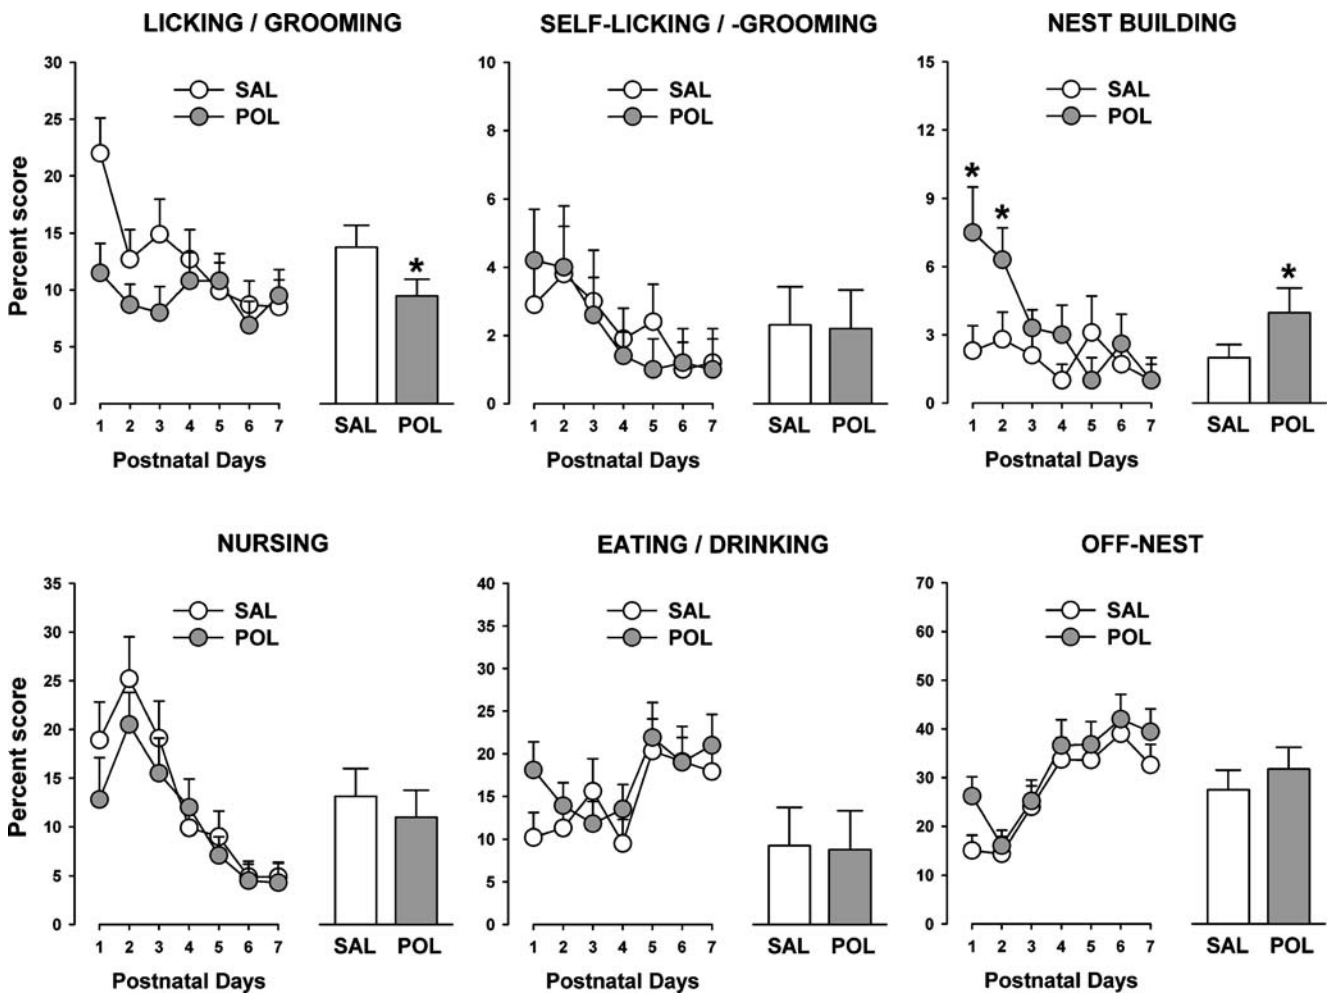 LICKING / GROOMING
Percent score
30
25
20
15
10
5
0
SAL
POL
*
1 2 3 4 5 6 7
SAL POL
Postnatal Days
SELF-LICKING / -GROOMING
10
8
6
4
2
0
SAL
POL
1 2 3 4 5 6 7
SAL POL
Postnatal Days
NEST BUILDING
15
12
9
6
3
0
SAL
POL
*
*
*
1 2 3 4 5 6 7
SAL POL
Postnatal Days
NURSING
Percent score
35
30
25
20
15
10
5
0
SAL
POL
1 2 3 4 5 6 7
SAL POL
Postnatal Days
EATING / DRINKING
40
35
30
25
20
15
10
5
0
SAL
POL
1 2 3 4 5 6 7
SAL POL
Postnatal Days
OFF-NEST
70
60
50
40
30
20
10
0
SAL
POL
1 2 3 4 5 6 7
SAL POL
Postnatal Days